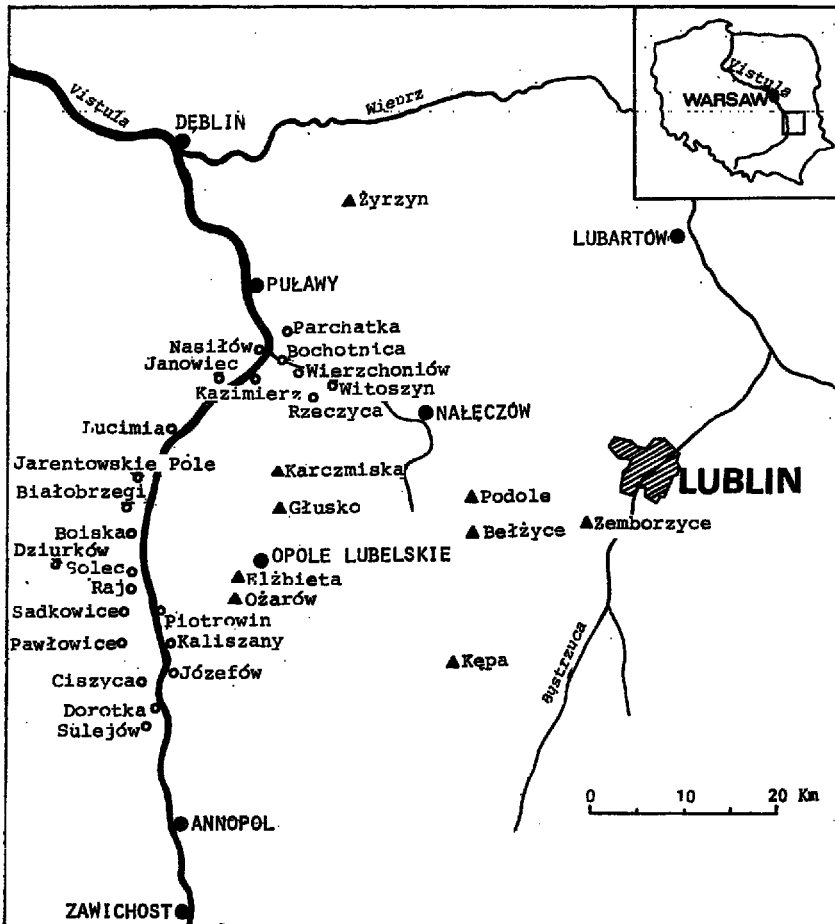 Vistula
WARSAW
Vistula
DĘBLIN
Wieprz
Żyrzyn
LUBARTÓW
PUŁAWY
Parchatka
Nasiłów
Bochotnica
Janowiec
Wierzchoniów
Kazimierz
Witoszyn
Rzeczyca
NAŁĘCZÓW
Lucimia
Jarentowskie Pole
Karczmiska
LUBLIN
Białobrzegi
Podole
Głusko
Boiska
Bełżyce
Zemborzyce
Dziurków
OPOLE LUBELSKIE
Solec
Elżbieta
Raj
Ożarów
Sadkowice
Piotrowin
Pawłowice
Kaliszany
Kępa
Józefów
Ciszyca
Bystrzuca
Dorotka
Sulejów
0 10 20 Km
ANNOPOL
ZAWICHOST